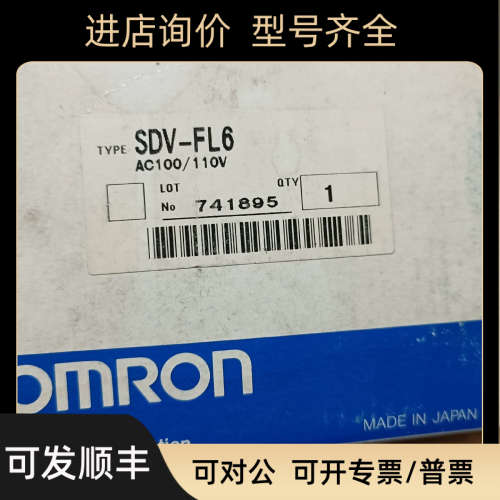 进店询价 型号齐全
TYPE SDV-FL6
AC100/110V
LOT No 741895 QTY 1
OMRON
MADE IN JAPAN
可发顺丰
可对公 可开专票/普票